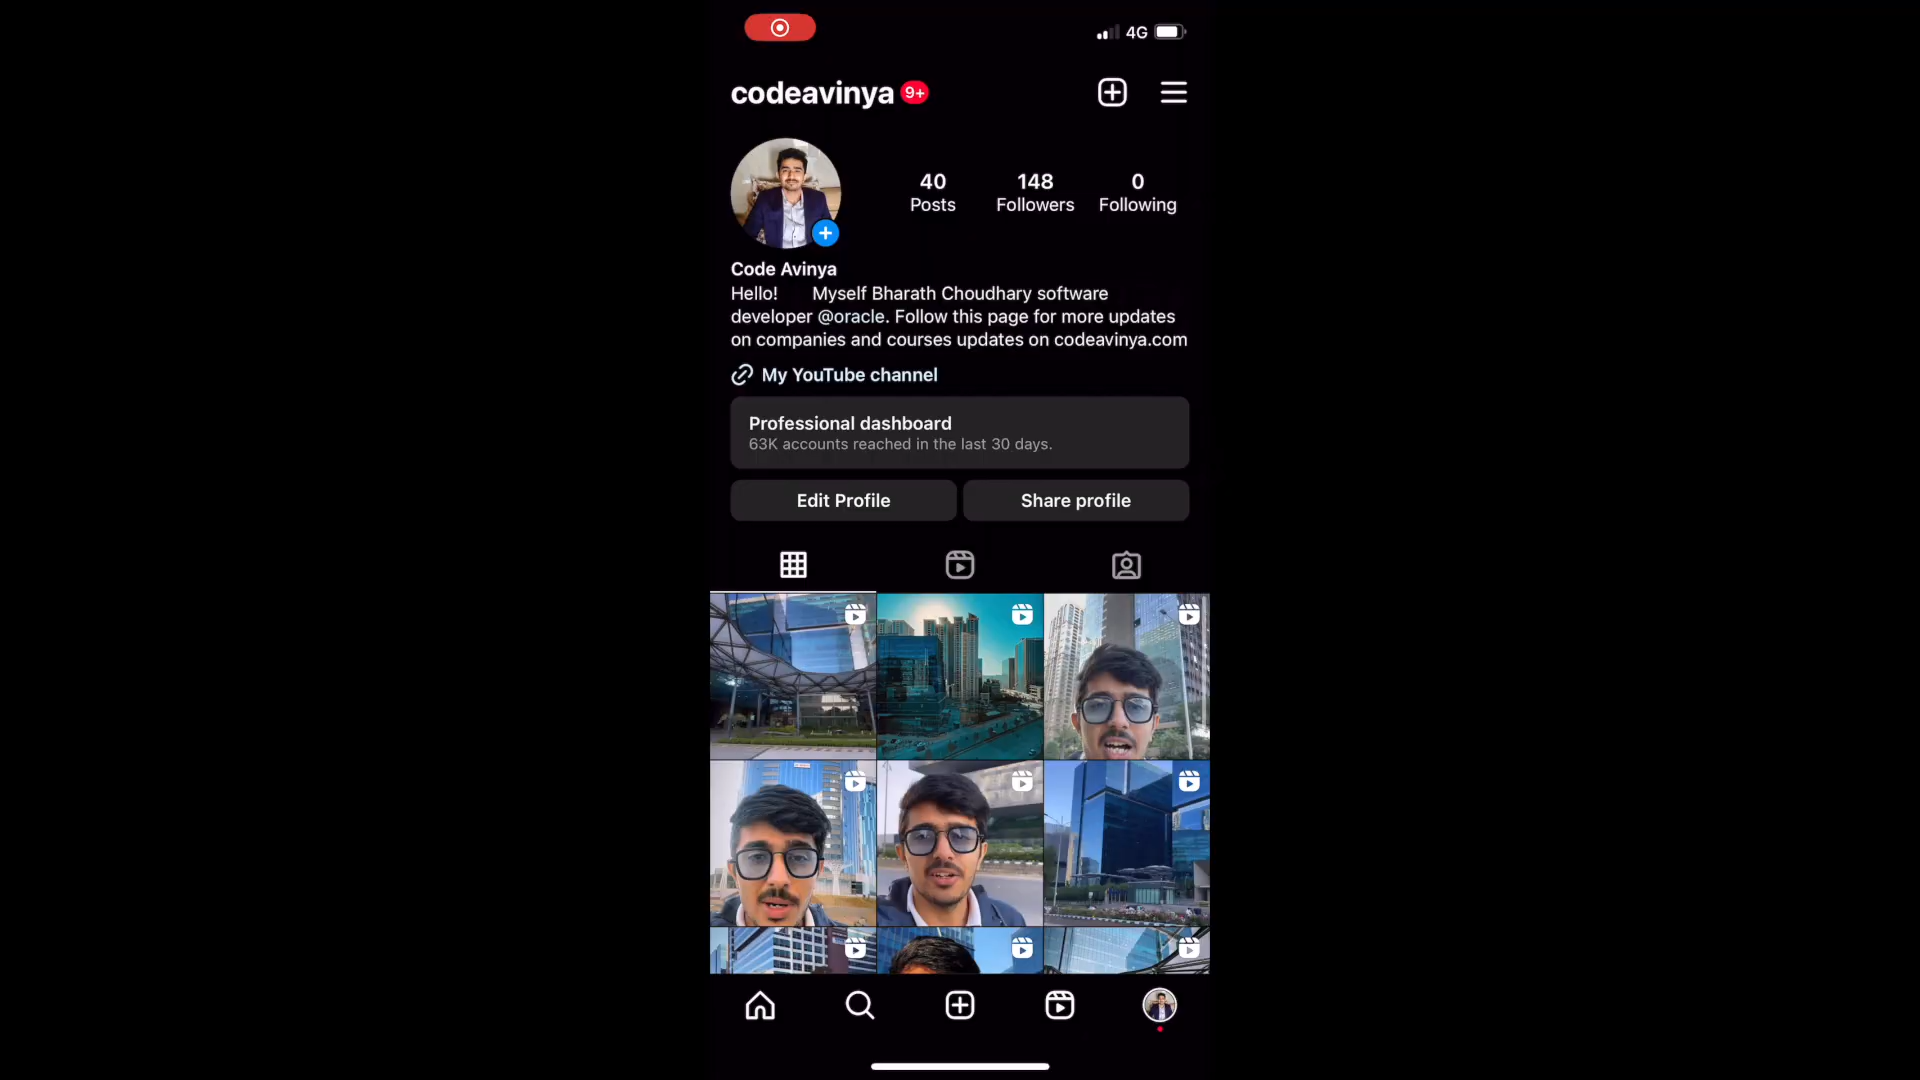 4G
codeavinya 9+
40 148 0
Posts Followers Following
Code Avinya
Hello! Myself Bharath Choudhary software
developer @oracle. Follow this page for more updates
on companies and courses updates on codeavinya.com
My YouTube channel
Professional dashboard
63K accounts reached in the last 30 days.
Edit Profile Share profile